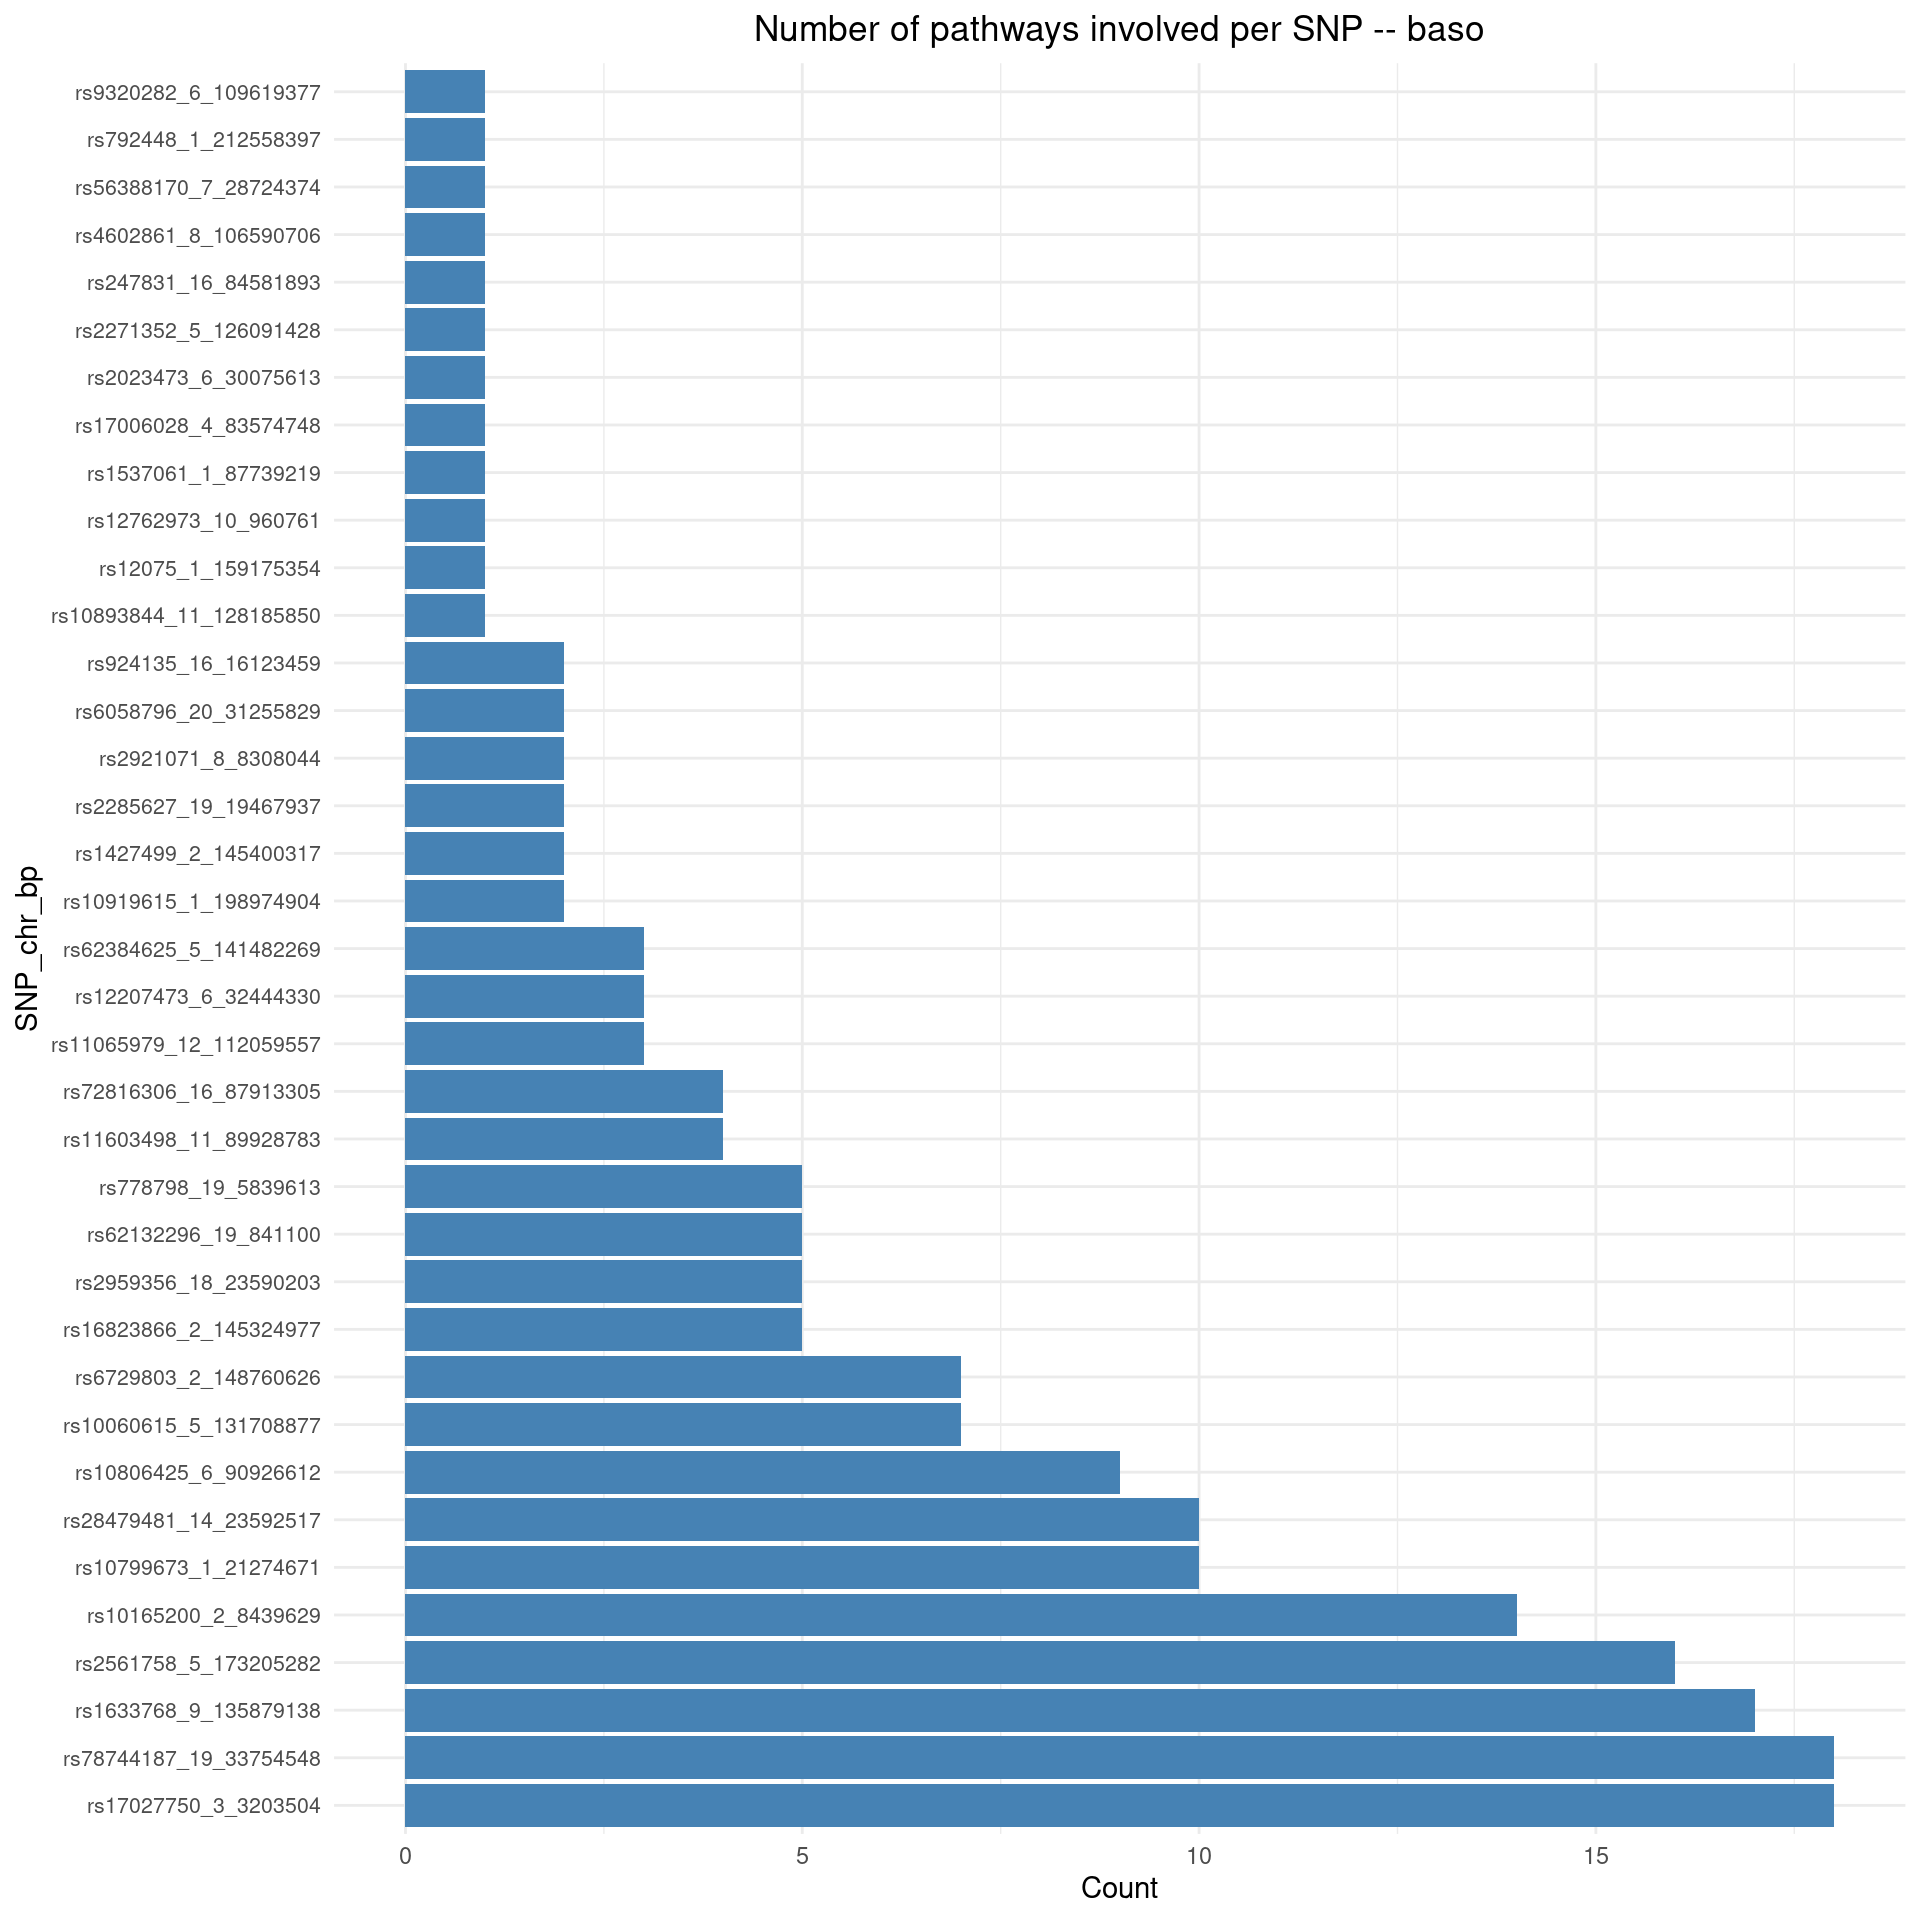 Number of pathways involved per SNP -- baso
rs9320282_6_109619377
rs792448_1_212558397
rs56388170_7_28724374
rs4602861_8_106590706
rs247831_16_84581893
rs2271352_5_126091428
rs2023473_6_30075613
rs17006028_4_83574748
rs1537061_1_87739219
rs12762973_10_960761
rs12075_1_159175354
rs10893844_11_128185850
rs924135_16_16123459
rs6058796_20_31255829
rs2921071_8_8308044
rs2285627_19_19467937
rs1427499_2_145400317
rs10919615_1_198974904
rs62384625_5_141482269
rs12207473_6_32444330
rs11065979_12_112059557
rs72816306_16_87913305
rs11603498_11_89928783
rs778798_19_5839613
rs62132296_19_841100
rs2959356_18_23590203
rs16823866_2_145324977
rs6729803_2_148760626
rs10060615_5_131708877
rs10806425_6_90926612
rs28479481_14_23592517
rs10799673_1_21274671
rs10165200_2_8439629
rs2561758_5_173205282
rs1633768_9_135879138
rs78744187_19_33754548
rs17027750_3_3203504
SNP_chr_bp
0 5 10 15
Count